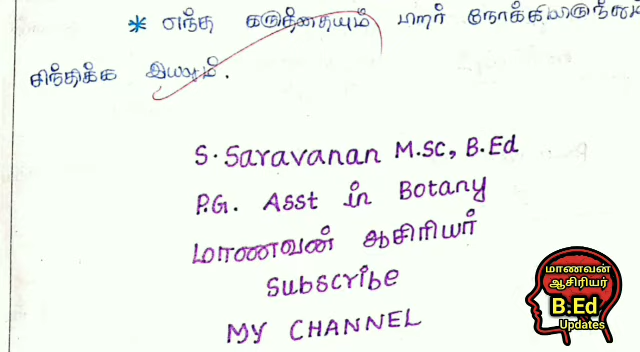 * எந்த கருத்தையும் பிறர் நோக்கிலிருந்து
சிந்திக்க இயலும்.
S. Saravanan M.Sc, B.Ed
P.G. Asst in Botany
மாணவன் ஆசிரியர்
Subscribe
MY CHANNEL
மாணவன்
ஆசிரியர்
B.Ed
Updates